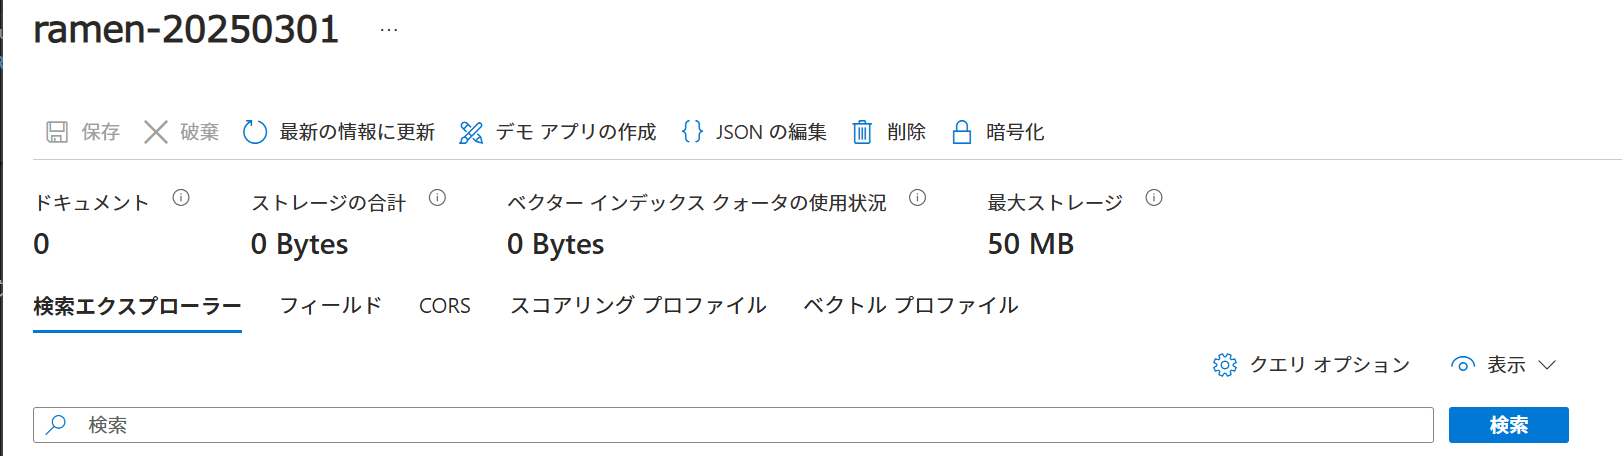 ramen-20250301 ...
保存 破棄 最新の情報に更新 デモ アプリの作成 {} JSON の編集 削除 暗号化
ドキュメント ストレージの合計 ベクター インデックス クォータの使用状況 最大ストレージ
0 0 Bytes 0 Bytes 50 MB
検索エクスプローラー フィールド CORS スコアリング プロファイル ベクトル プロファイル
クエリ オプション 表示
検索 検索